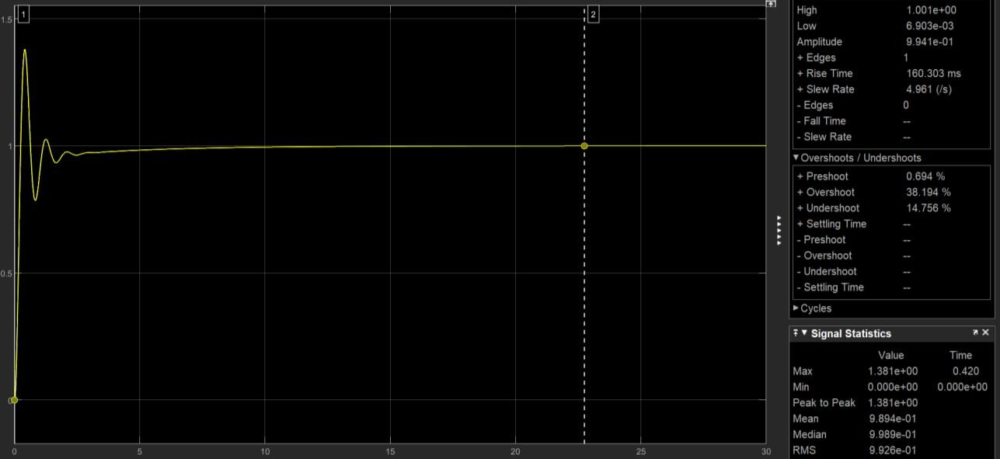 1.5
1
0.5
0
0
5
10
15
20
25
30
1
2
High 1.001e+00
Low 6.903e-03
Amplitude 9.941e-01
+ Edges 1
+ Rise Time 160.303 ms
+ Slew Rate 4.961 (/s)
- Edges 0
- Fall Time --
- Slew Rate --
Overshoots / Undershoots
+ Preshoot 0.694 %
+ Overshoot 38.194 %
+ Undershoot 14.756 %
+ Settling Time --
- Preshoot --
- Overshoot --
- Undershoot --
- Settling Time --
Cycles
Signal Statistics
Value Time
Max 1.381e+00 0.420
Min 0.000e+00 0.000e+00
Peak to Peak 1.381e+00
Mean 9.894e-01
Median 9.989e-01
RMS 9.926e-01